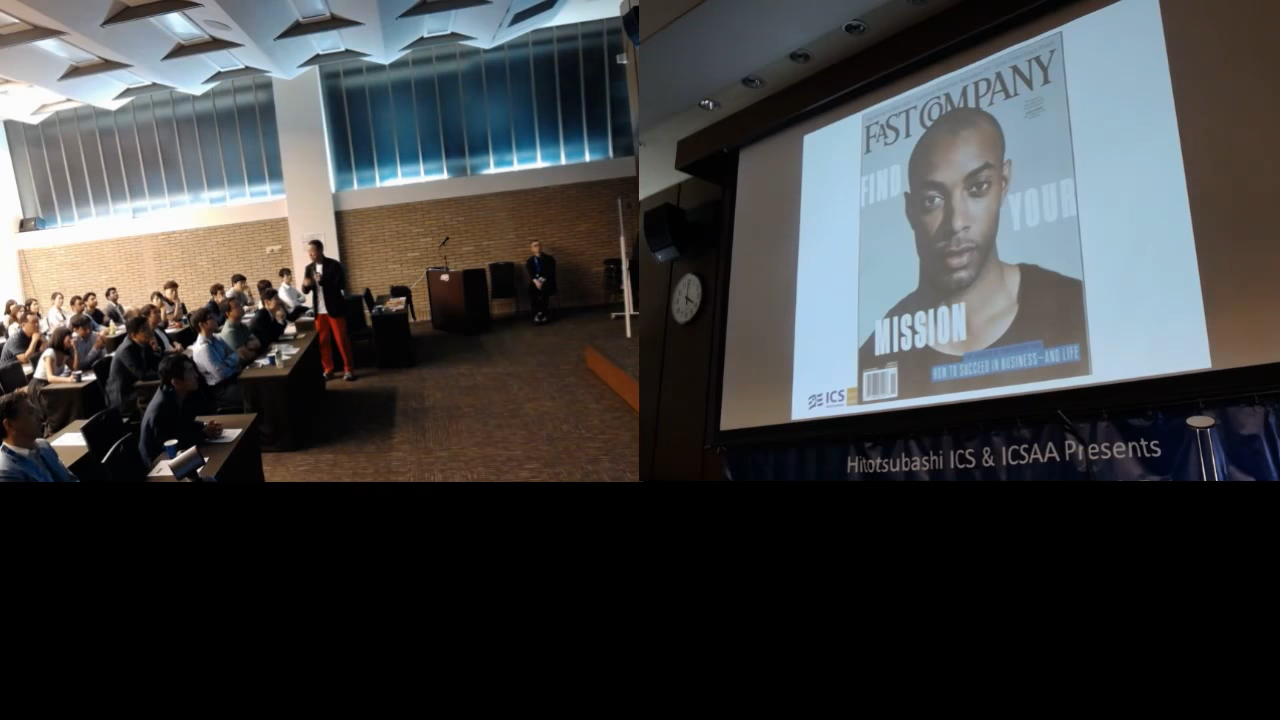 FAST COMPANY
FIND
YOUR
MISSION
HOW TO SUCCEED IN BUSINESS—AND LIFE
ICS
Hitotsubashi ICS & ICSAA Presents